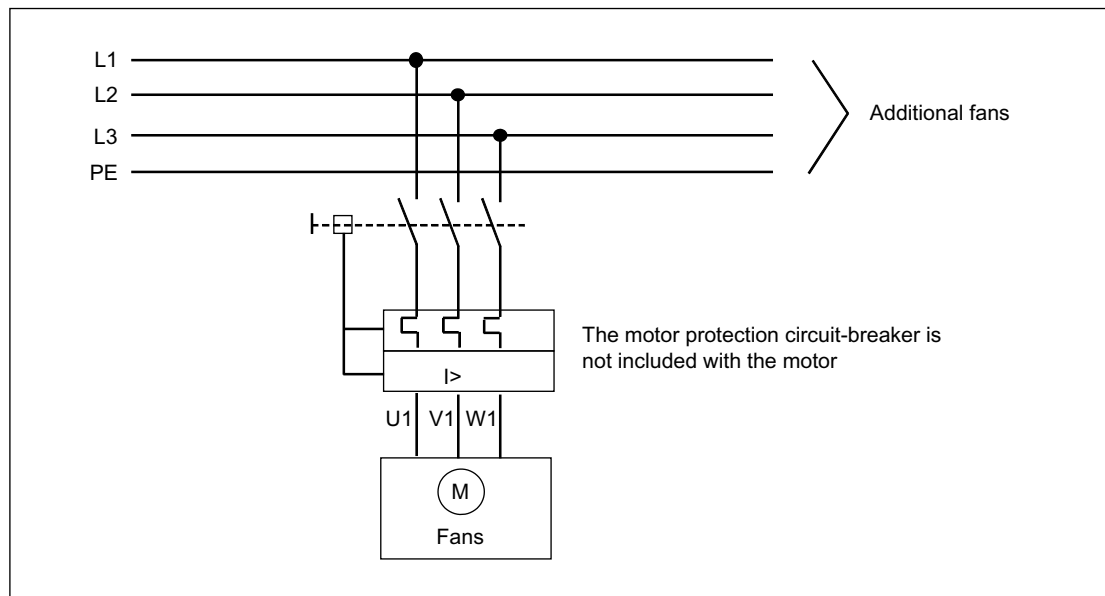 L1
L2
L3
PE
Additional fans
The motor protection circuit-breaker is
not included with the motor
I>
U1 V1 W1
M
Fans